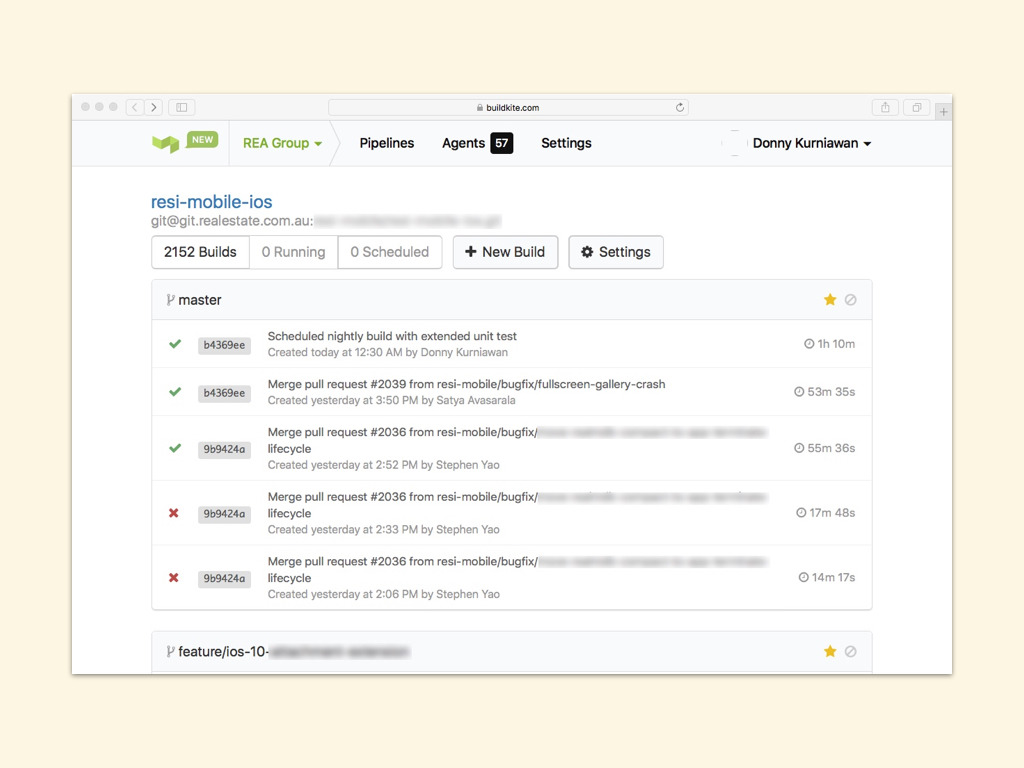 buildkite.com
NEW
REA Group
Pipelines
Agents 57
Settings
Donny Kurniawan
resi-mobile-ios
git@git.realestate.com.au:
2152 Builds
0 Running
0 Scheduled
New Build
Settings
master
b4369ee
Scheduled nightly build with extended unit test
Created today at 12:30 AM by Donny Kurniawan
1h 10m
b4369ee
Merge pull request #2039 from resi-mobile/bugfix/fullscreen-gallery-crash
Created yesterday at 3:50 PM by Satya Avasarala
53m 35s
9b9424a
Merge pull request #2036 from resi-mobile/bugfix/
lifecycle
Created yesterday at 2:52 PM by Stephen Yao
55m 36s
9b9424a
Merge pull request #2036 from resi-mobile/bugfix/
lifecycle
Created yesterday at 2:33 PM by Stephen Yao
17m 48s
9b9424a
Merge pull request #2036 from resi-mobile/bugfix/
lifecycle
Created yesterday at 2:06 PM by Stephen Yao
14m 17s
feature/ios-10-